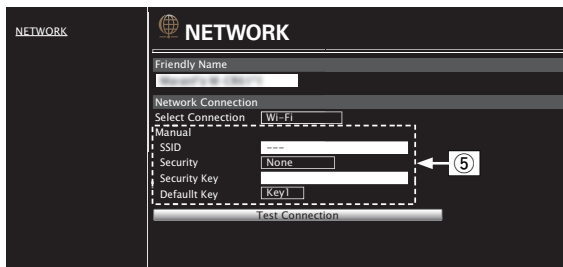 NETWORK
NETWORK
Friendly Name
Network Connection
Select Connection Wi-Fi
Manual
SSID ---
Security None
Security Key
Defaullt Key Key1
Test Connection
⑤